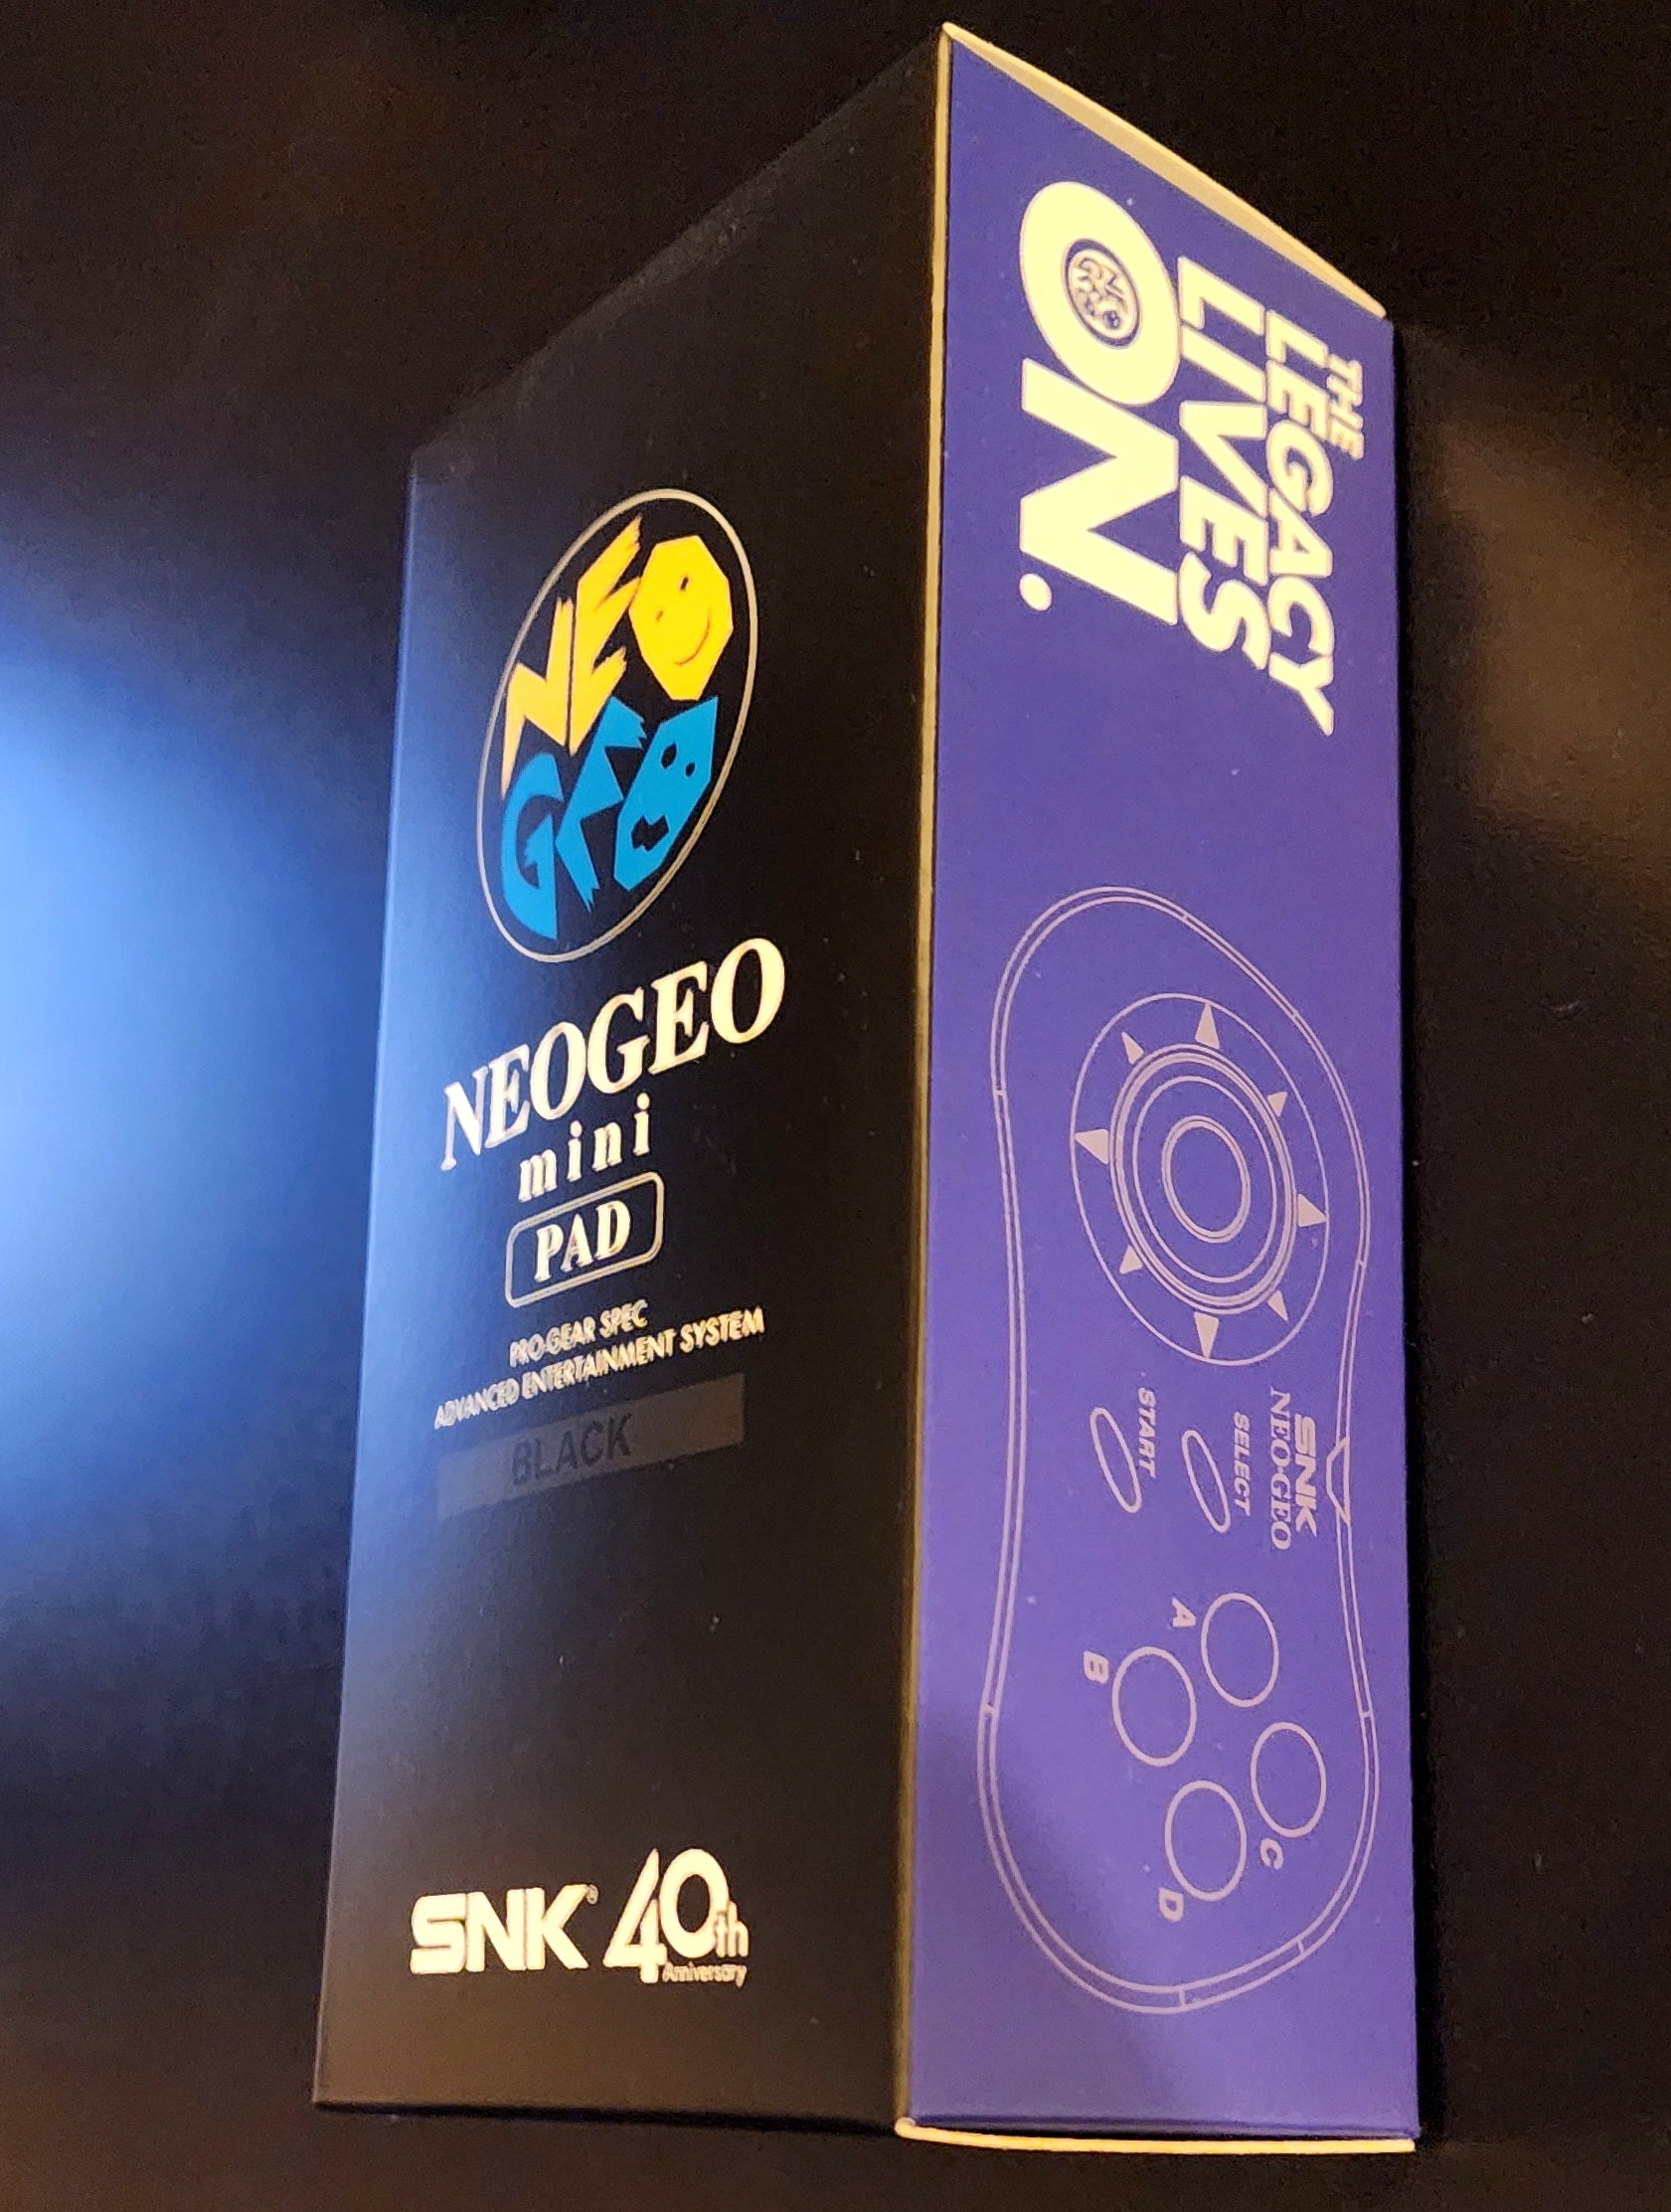 NEO
GEO
NEOGEO
mini
PAD
PRO-GEAR SPEC
ADVANCED ENTERTAINMENT SYSTEM
BLACK
SNK® 40th
Anniversary
THE
LEGACY
LIVES
ON.
NEO
GEO
SNK
NEO·GEO
SELECT
START
A
B
C
D